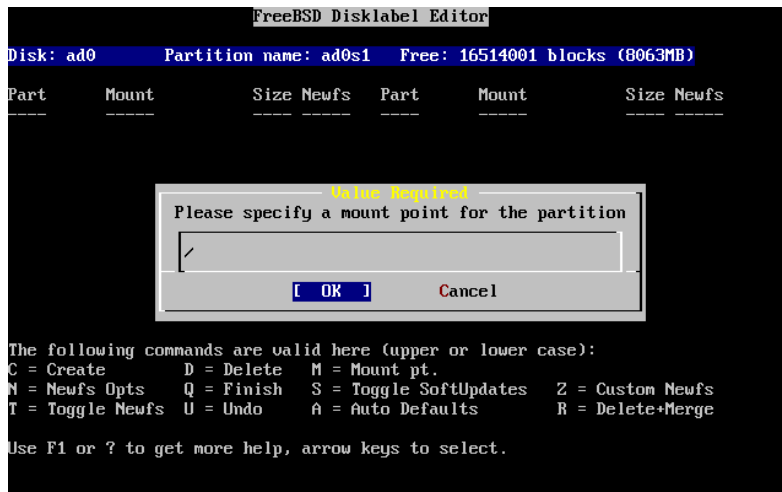 FreeBSD Disklabel Editor
Disk: ad0 Partition name: ad0s1 Free: 16514001 blocks (8063MB)
Part Mount Size Newfs Part Mount Size Newfs
---- ----- ---- ----- ---- ----- ---- -----
Value Required
Please specify a mount point for the partition
/
[ OK ] Cancel
The following commands are valid here (upper or lower case):
C = Create D = Delete M = Mount pt.
N = Newfs Opts Q = Finish S = Toggle SoftUpdates Z = Custom Newfs
T = Toggle Newfs U = Undo A = Auto Defaults R = Delete+Merge
Use F1 or ? to get more help, arrow keys to select.